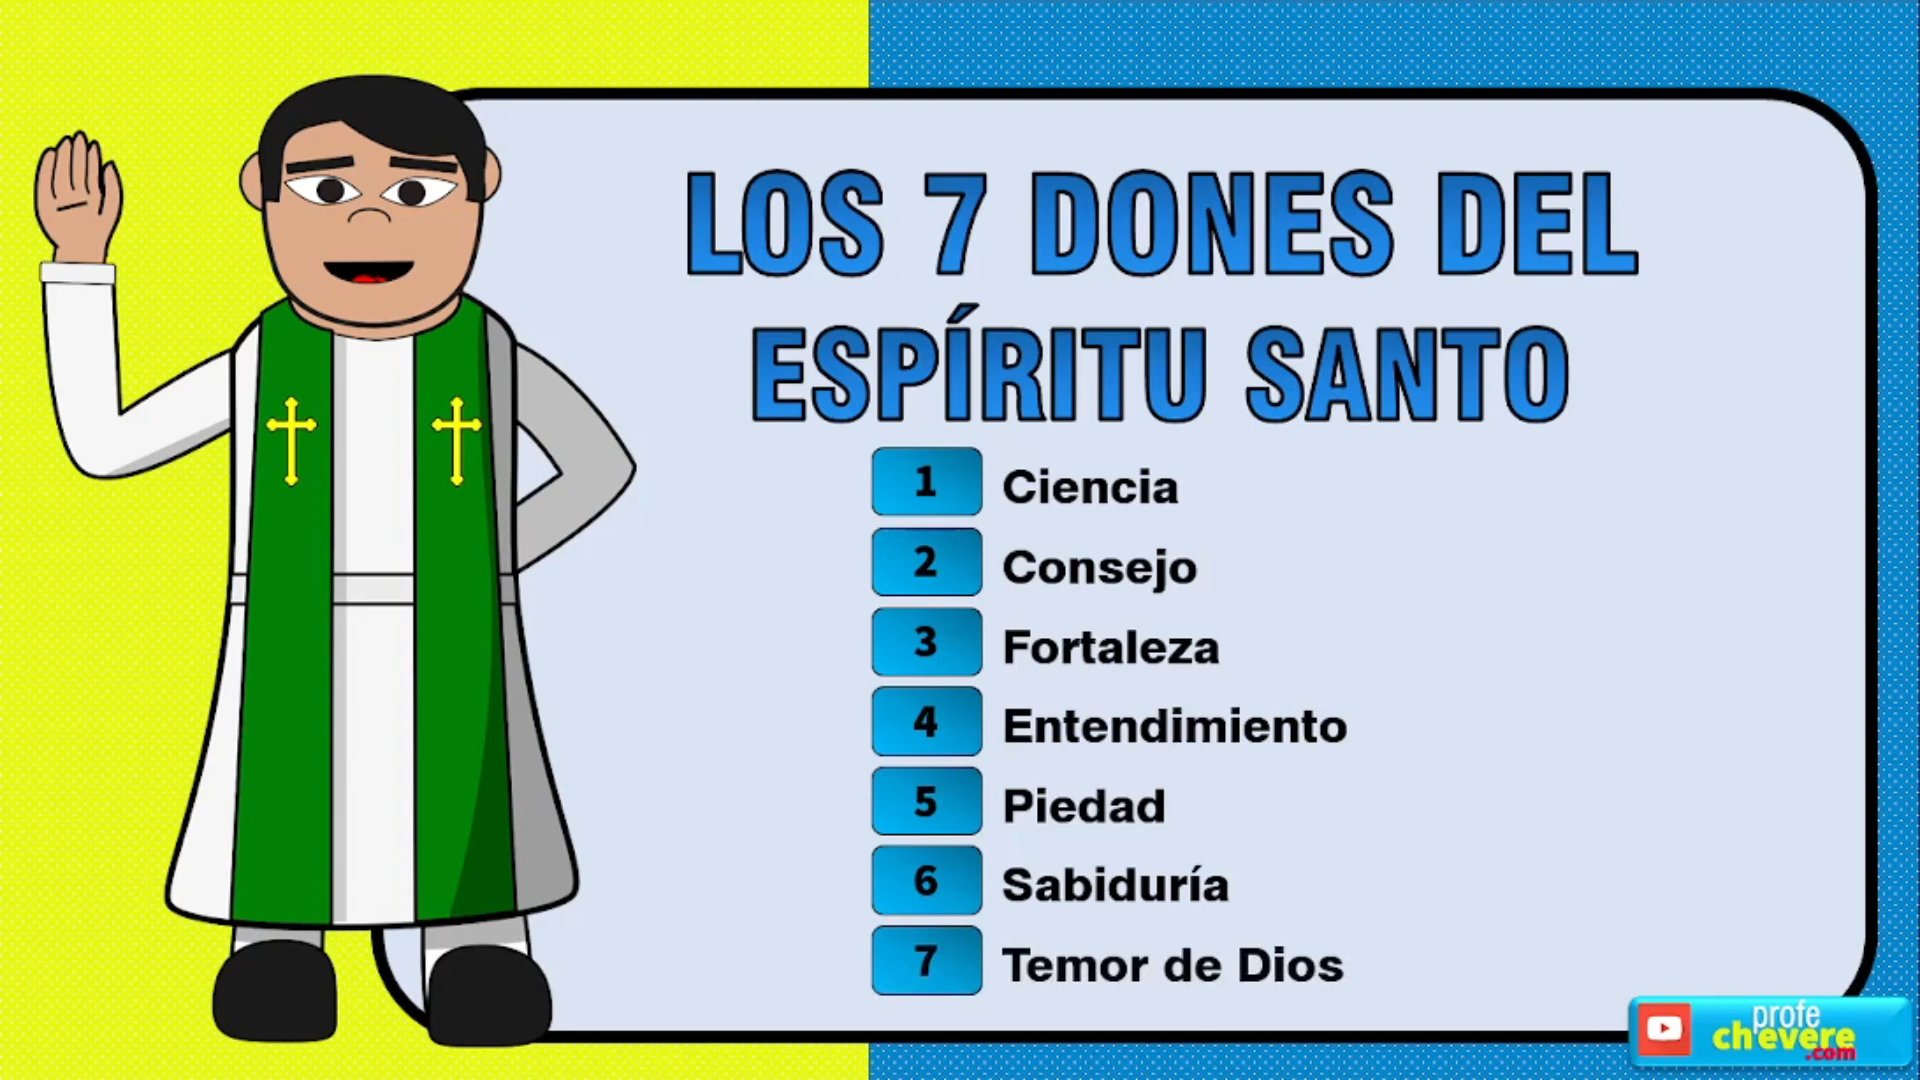 LOS 7 DONES DEL
ESPÍRITU SANTO
1 Ciencia
2 Consejo
3 Fortaleza
4 Entendimiento
5 Piedad
6 Sabiduría
7 Temor de Dios
profe
chévere
.com